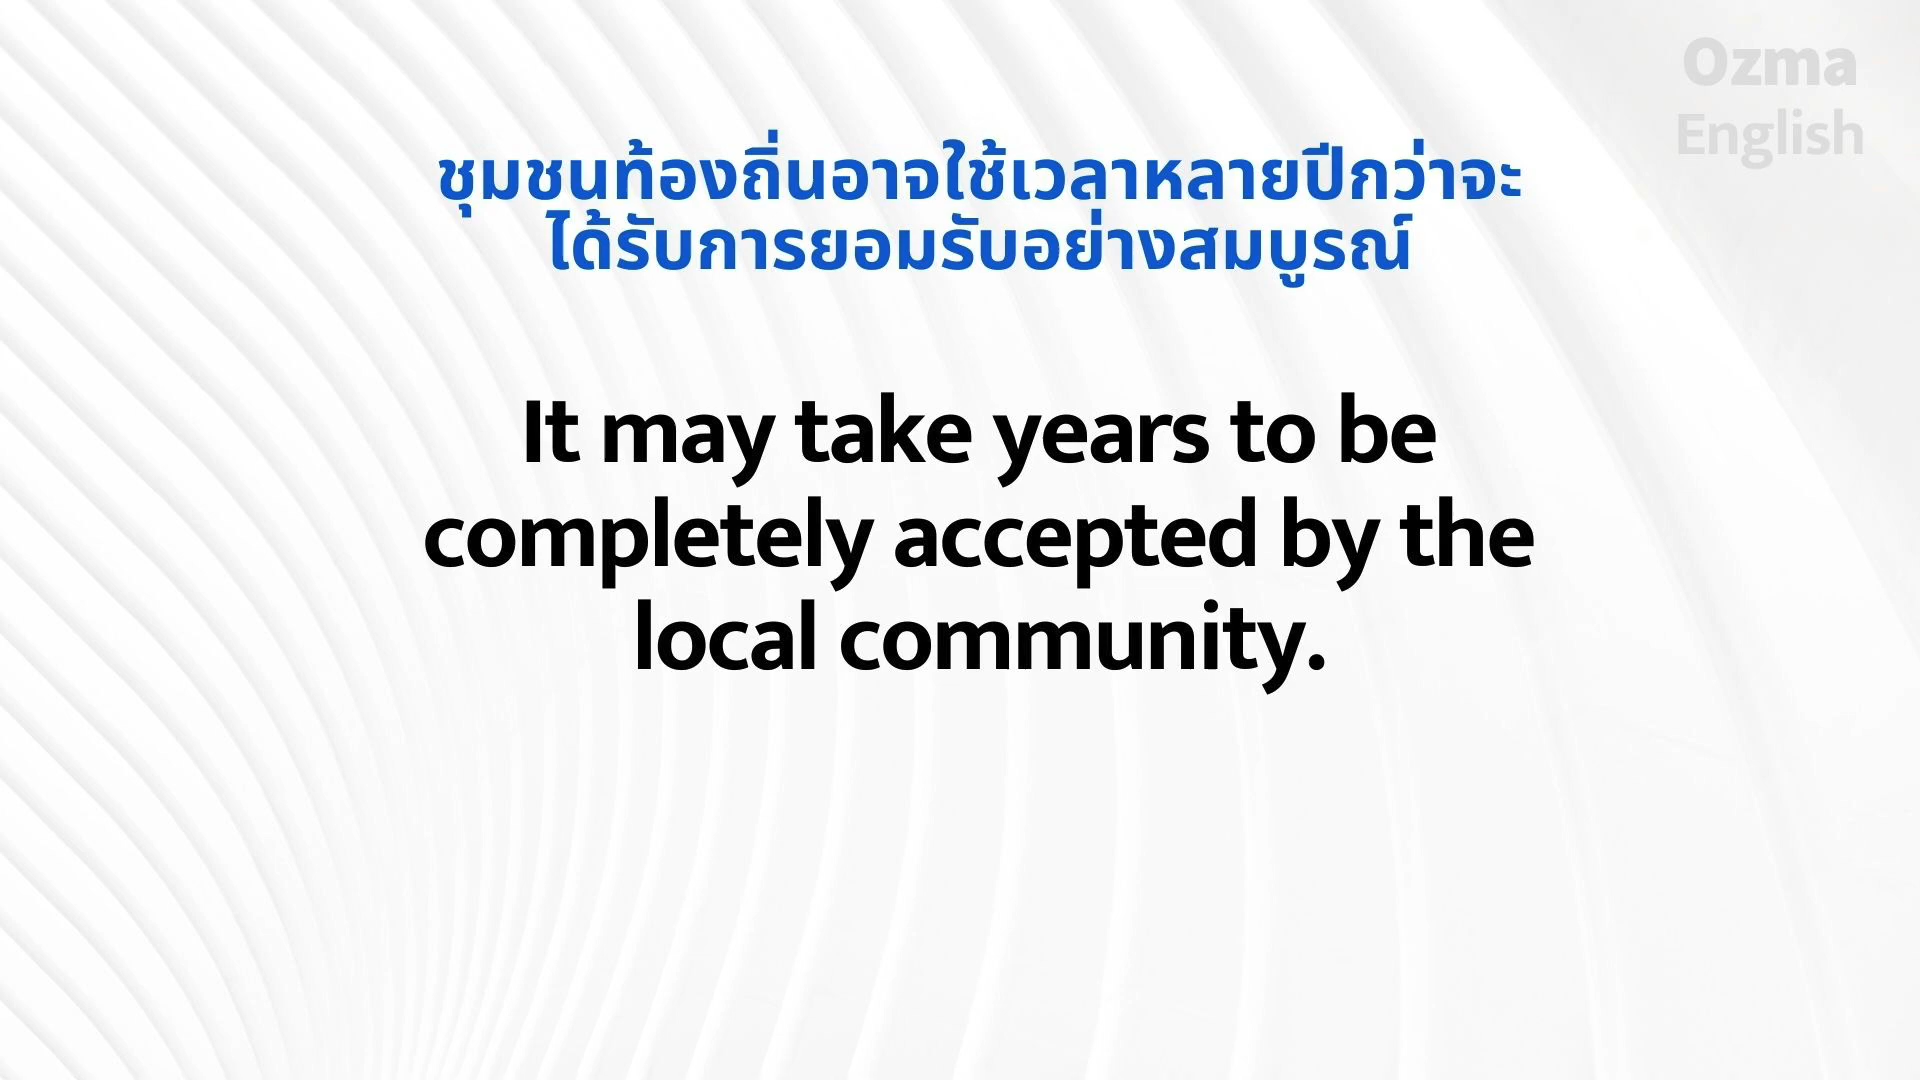 Ozma
English
ชุมชนท้องถิ่นอาจใช้เวลาหลายปีกว่าจะ
ได้รับการยอมรับอย่างสมบูรณ์
It may take years to be
completely accepted by the
local community.